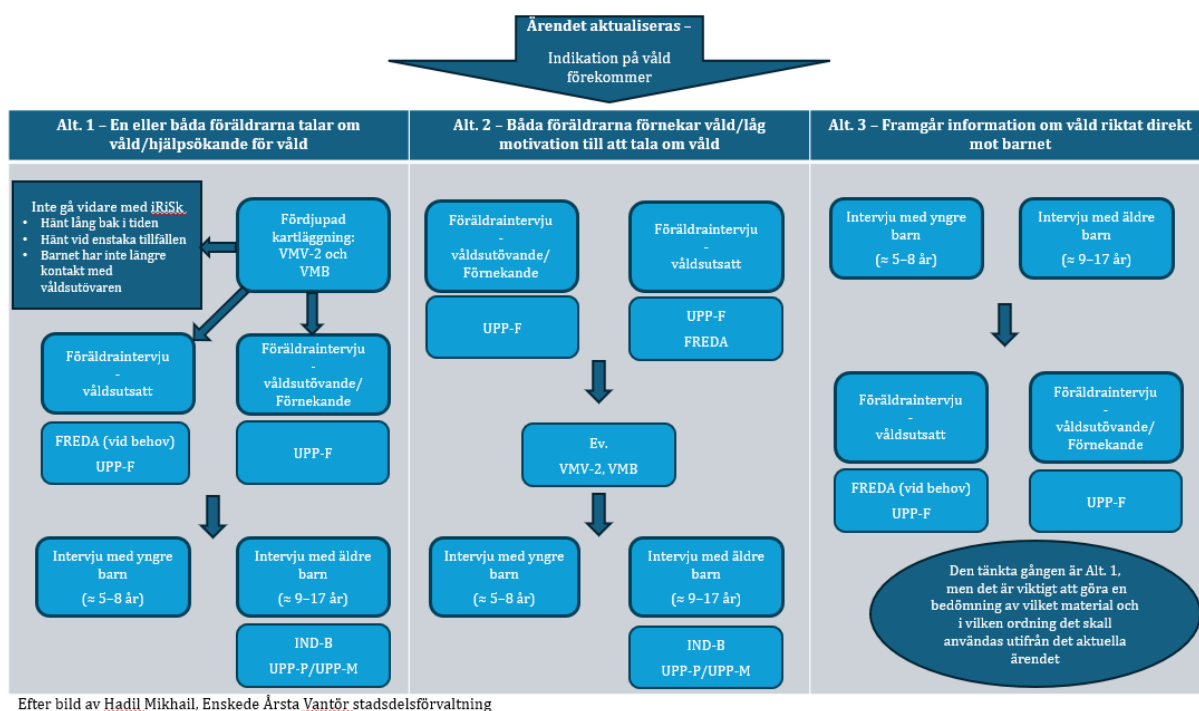 Ärendet aktualiseras –
Indikation på våld
förekommer
Alt. 1 – En eller båda föräldrarna talar om
våld/hjälpsökande för våld
Inte gå vidare med iRiSk
• Hänt lång bak i tiden
• Hänt vid enstaka tillfällen
• Barnet har inte längre
kontakt med
våldsutövaren
Fördjupad
kartläggning:
VMV-2 och
VMB
Föräldraintervju
-
våldsutsatt
FREDA (vid behov)
UPP-F
Föräldraintervju
-
våldsutövande/
Förnekande
UPP-F
Intervju med yngre
barn
(≈ 5–8 år)
Intervju med äldre
barn
(≈ 9–17 år)
IND-B
UPP-P/UPP-M
Alt. 2 – Båda föräldrarna förnekar våld/låg
motivation till att tala om våld
Föräldraintervju
-
våldsutövande/
Förnekande
UPP-F
Föräldraintervju
-
våldsutsatt
UPP-F
FREDA
Ev.
VMV-2, VMB
Intervju med yngre
barn
(≈ 5–8 år)
Intervju med äldre
barn
(≈ 9–17 år)
IND-B
UPP-P/UPP-M
Alt. 3 – Framgår information om våld riktat direkt
mot barnet
Intervju med yngre
barn
(≈ 5–8 år)
Intervju med äldre
barn
(≈ 9–17 år)
Föräldraintervju
-
våldsutsatt
FREDA (vid behov)
UPP-F
Föräldraintervju
-
våldsutövande/
Förnekande
UPP-F
Den tänkta gången är Alt. 1,
men det är viktigt att göra en
bedömning av vilket material och
i vilken ordning det skall
användas utifrån det aktuella
ärendet
Efter bild av Hadil Mikhail, Enskede Årsta Vantör stadsdelsförvaltning